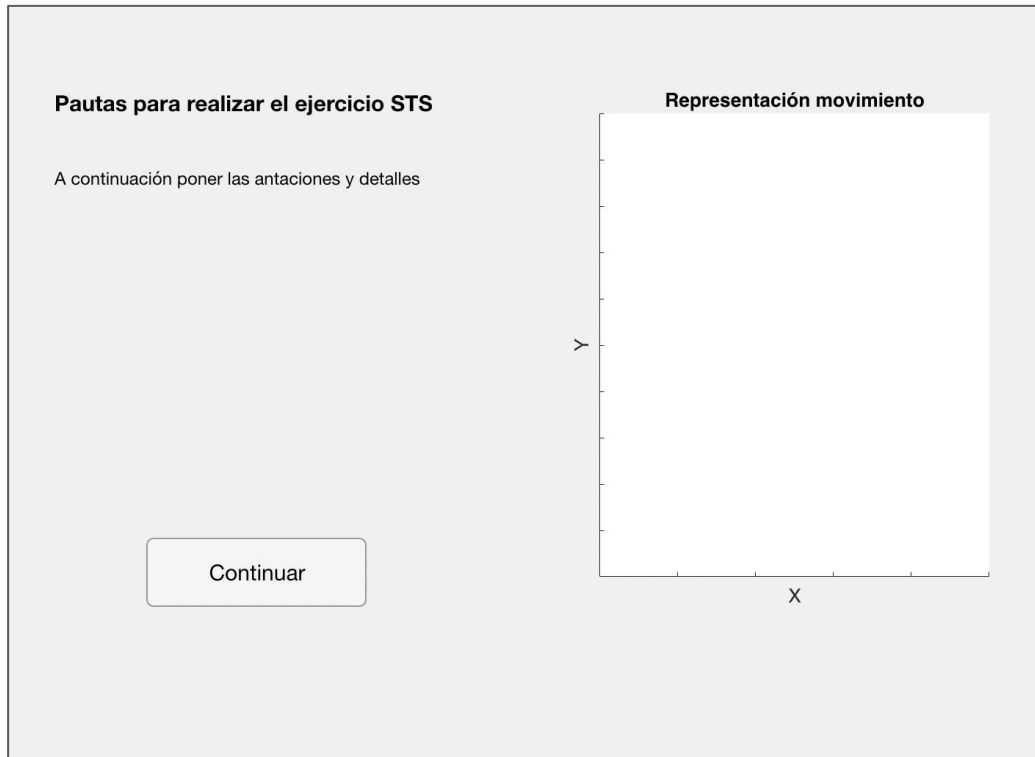 Pautas para realizar el ejercicio STS
A continuación poner las antaciones y detalles
Continuar
Representación movimiento
Y
X